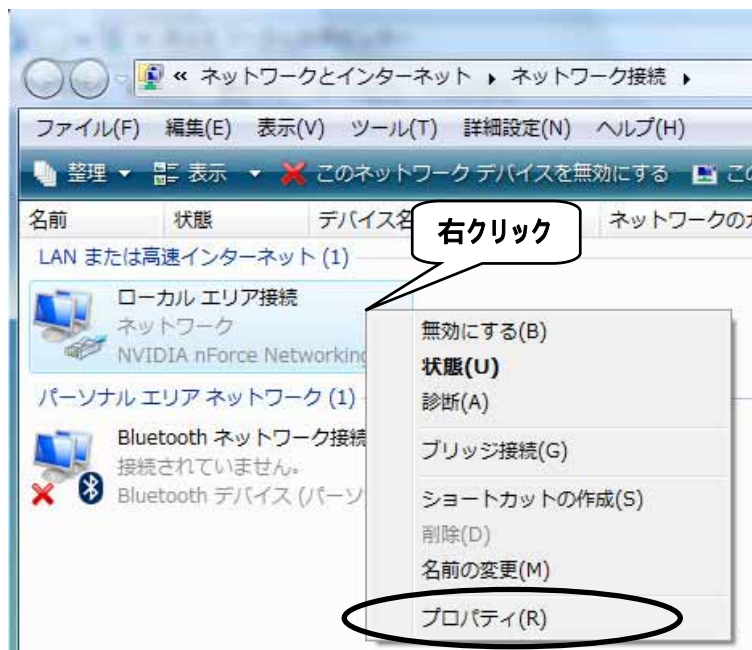 « ネットワークとインターネット ▸ ネットワーク接続 ▸
ファイル(F) 編集(E) 表示(V) ツール(T) 詳細設定(N) ヘルプ(H)
整理 ▼ 表示 ▼ このネットワーク デバイスを無効にする
名前 状態 デバイス名 ネットワークの
右クリック
LAN または高速インターネット (1)
ローカル エリア接続
ネットワーク
NVIDIA nForce Networking
パーソナル エリア ネットワーク (1)
Bluetooth ネットワーク接続
接続されていません。
Bluetooth デバイス (パーソ
無効にする(B)
状態(U)
診断(A)
ブリッジ接続(G)
ショートカットの作成(S)
削除(D)
名前の変更(M)
プロパティ(R)